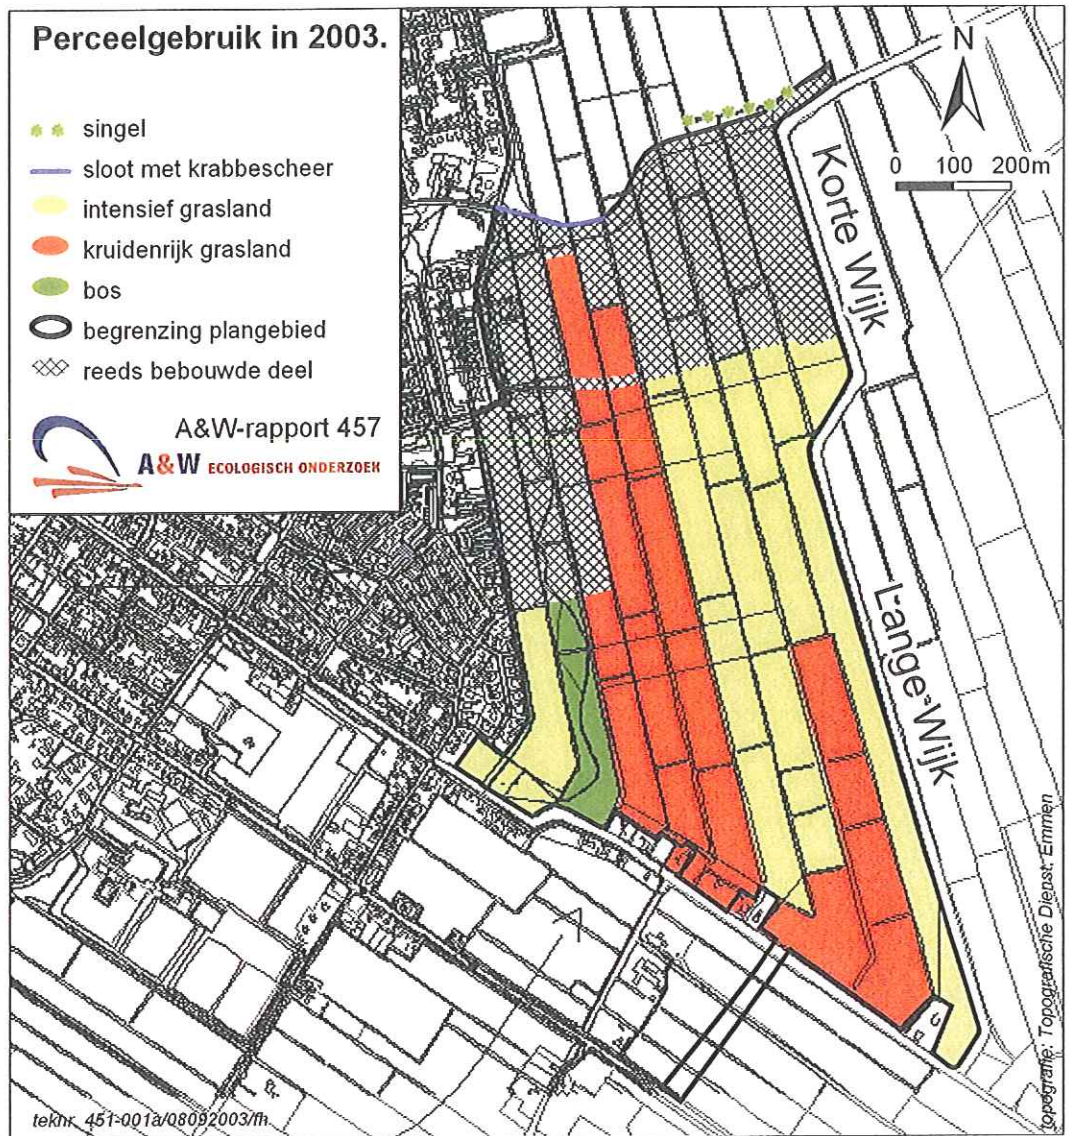 Perceelgebruik in 2003.
singel
sloot met krabbescheer
intensief grasland
kruidenrijk grasland
bos
begrenzing plangebied
reeds bebouwde deel
A&W-rapport 457
A&W ECOLOGISCH ONDERZOEK
N
0 100 200m
Korte Wijk
Lange-Wijk
Topografie: Topografische Dienst. Emmen
teknr. 451-001a/08092003/fh